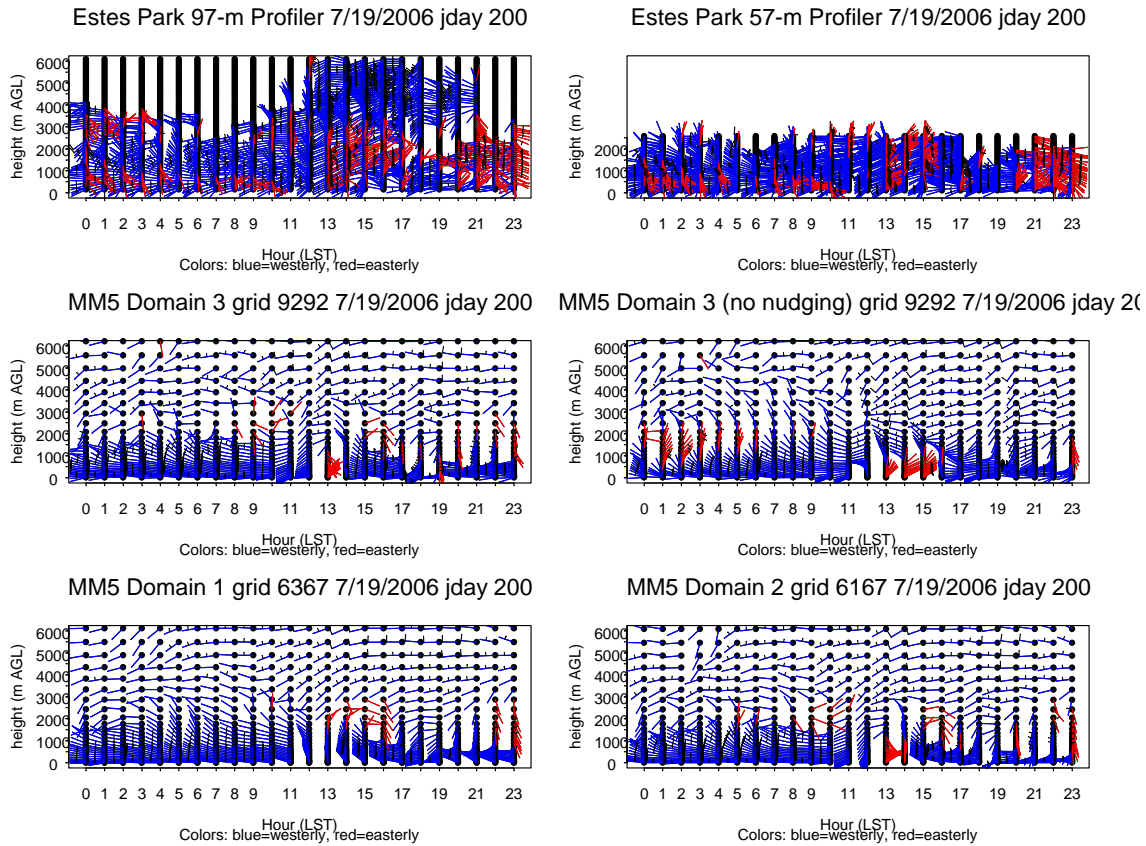 Estes Park 97-m Profiler 7/19/2006 jday 200
height (m AGL)
6000
5000
4000
3000
2000
1000
0
0 1 2 3 4 5 6 7 8 9 11 13 15 17 19 21 23
Hour (LST)
Colors: blue=westerly, red=easterly
Estes Park 57-m Profiler 7/19/2006 jday 200
height (m AGL)
2000
1000
0
0 1 2 3 4 5 6 7 8 9 11 13 15 17 19 21 23
Hour (LST)
Colors: blue=westerly, red=easterly
MM5 Domain 3 grid 9292 7/19/2006 jday 200
height (m AGL)
6000
5000
4000
3000
2000
1000
0
0 1 2 3 4 5 6 7 8 9 11 13 15 17 19 21 23
Hour (LST)
Colors: blue=westerly, red=easterly
MM5 Domain 3 (no nudging) grid 9292 7/19/2006 jday 20
height (m AGL)
6000
5000
4000
3000
2000
1000
0
0 1 2 3 4 5 6 7 8 9 11 13 15 17 19 21 23
Hour (LST)
Colors: blue=westerly, red=easterly
MM5 Domain 1 grid 6367 7/19/2006 jday 200
height (m AGL)
6000
5000
4000
3000
2000
1000
0
0 1 2 3 4 5 6 7 8 9 11 13 15 17 19 21 23
Hour (LST)
Colors: blue=westerly, red=easterly
MM5 Domain 2 grid 6167 7/19/2006 jday 200
height (m AGL)
6000
5000
4000
3000
2000
1000
0
0 1 2 3 4 5 6 7 8 9 11 13 15 17 19 21 23
Hour (LST)
Colors: blue=westerly, red=easterly